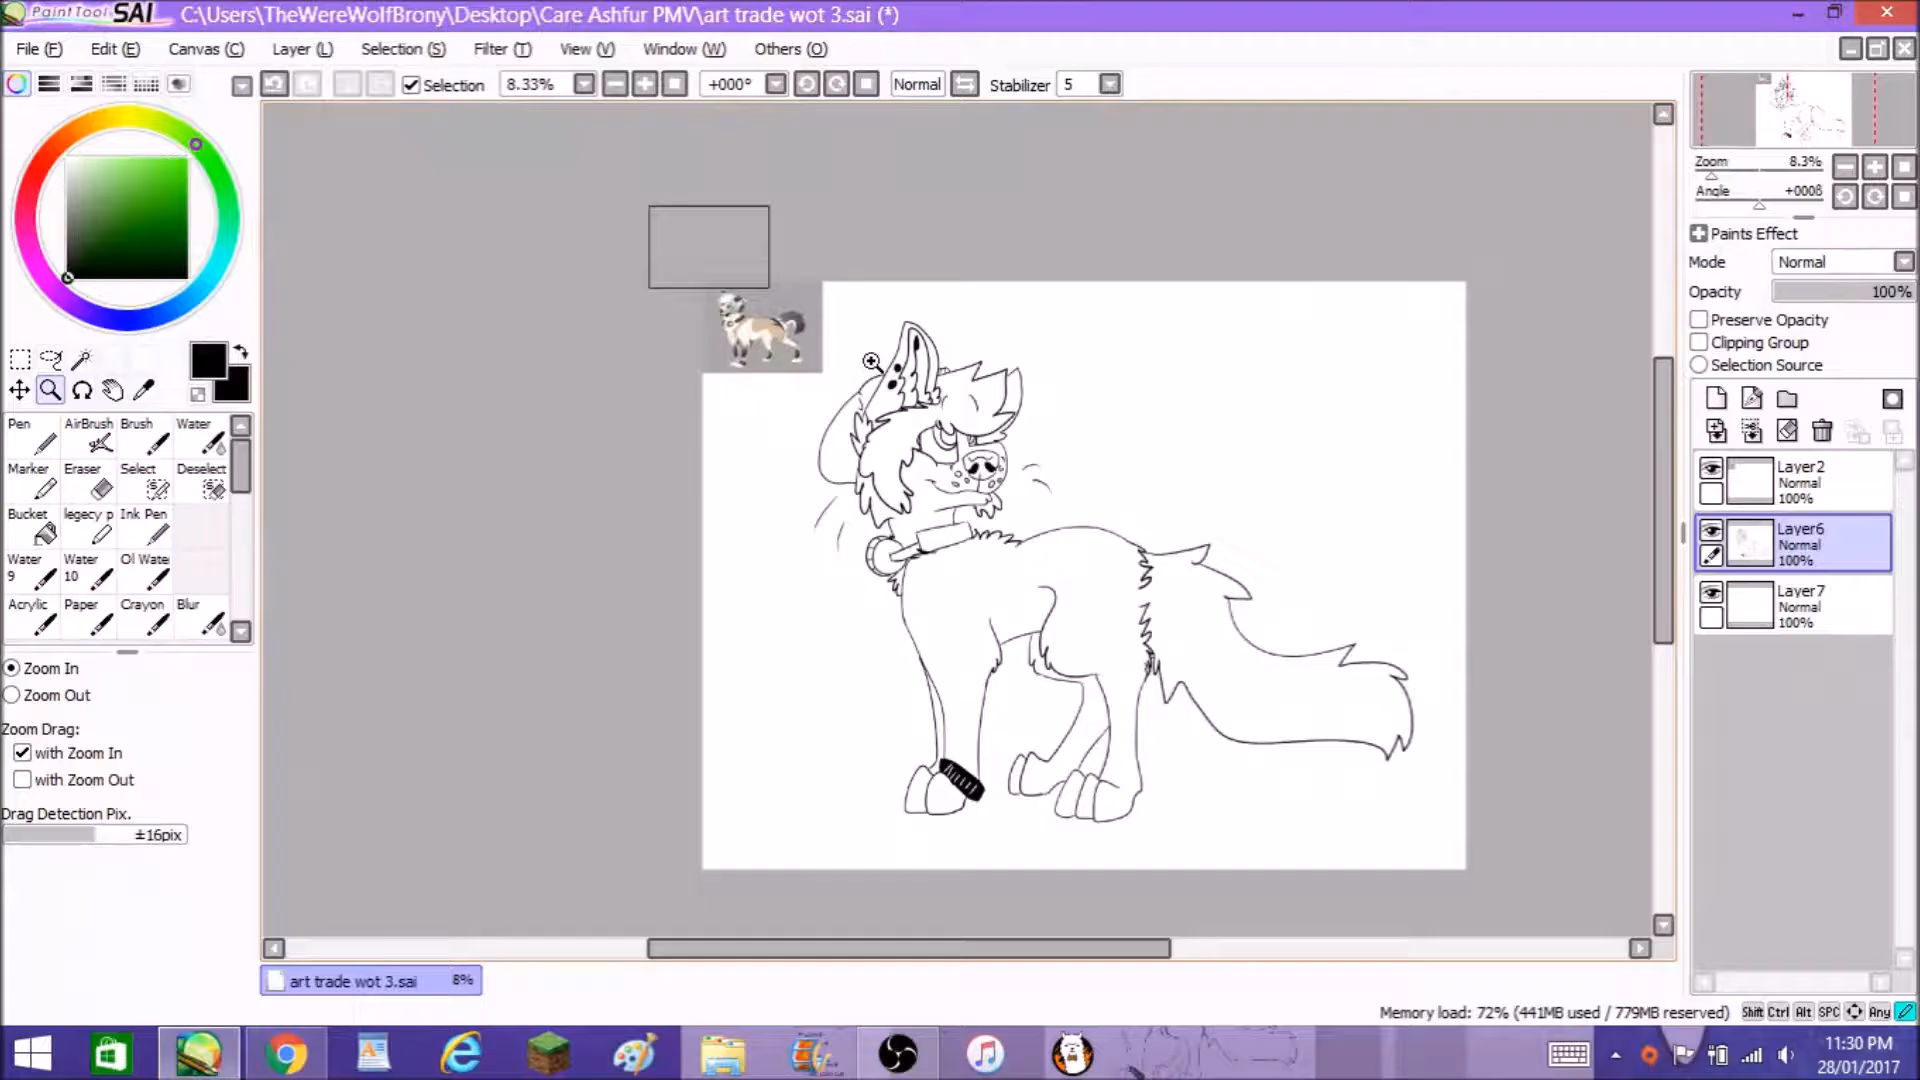 PaintTool SAI C:\Users\TheWereWolfBrony\Desktop\Care Ashfur PMV\art trade wot 3.sai (*)
File (F) Edit (E) Canvas (C) Layer (L) Selection (S) Filter (T) View (V) Window (W) Others (O)
Selection 8.33% +000° Normal Stabilizer 5
Zoom 8.3%
Angle +000ß
Paints Effect
Mode Normal
Opacity 100%
Preserve Opacity
Clipping Group
Selection Source
Pen AirBrush Brush Water
Marker Eraser Select Deselect
Bucket legacy p Ink Pen
Water 9 Water 10 Ol Wate
Acrylic Paper Crayon Blur
Layer2
Normal
100%
Layer6
Normal
100%
Layer7
Normal
100%
Zoom In
Zoom Out
Zoom Drag:
with Zoom In
with Zoom Out
Drag Detection Pix.
±16pix
art trade wot 3.sai 8%
Memory load: 72% (441MB used / 779MB reserved) Shift Ctrl Alt SPC Any
11:30 PM
28/01/2017